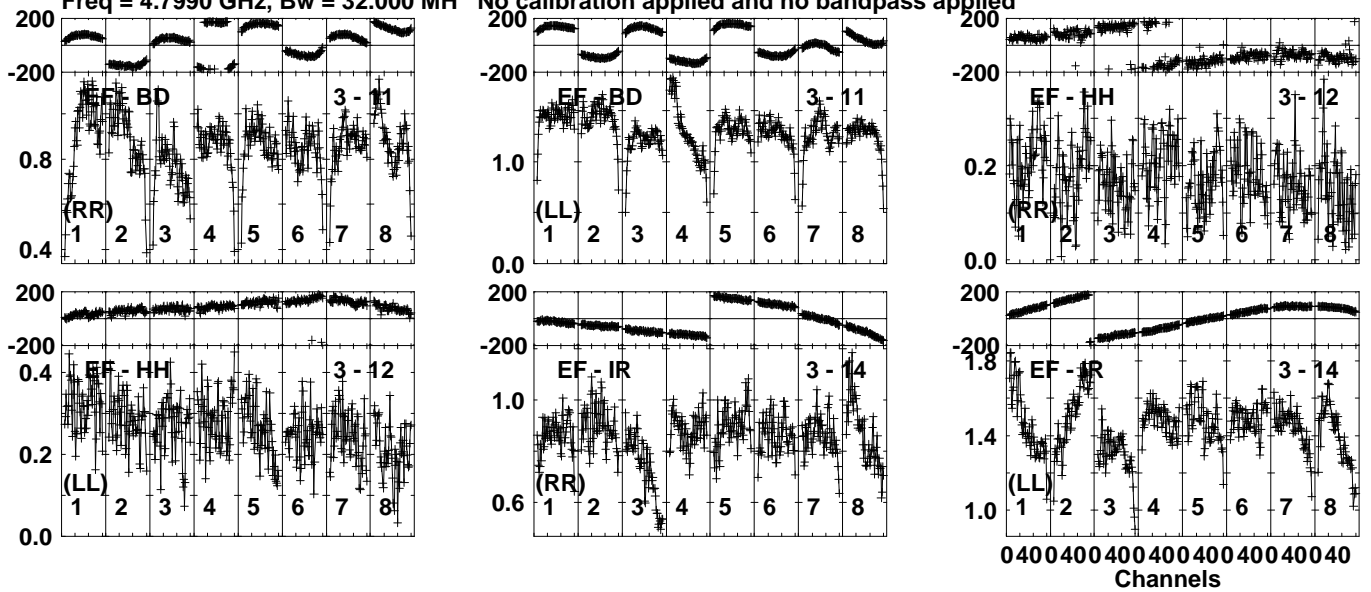 Freq = 4.7990 GHz, Bw = 32.000 MH No calibration applied and no bandpass applied
200 200 200
-200 -200 -200
EF - BD 3 - 11 EF - BD 3 - 11 EF - HH 3 - 12
0.8 1.0 0.2
(RR) (LL) (RR)
1 2 3 4 5 6 7 8 1 2 3 4 5 6 7 8 1 2 3 4 5 6 7 8
0.4 0.0 0.0
200 200 200
-200 -200 -200
EF - HH 3 - 12 EF - IR 3 - 14 EF - IR 3 - 14
0.4 1.0 1.8
0.2 1.4
(LL) (RR) (LL)
1 2 3 4 5 6 7 8 1 2 3 4 5 6 7 8 1 2 3 4 5 6 7 8
0.0 0.6 1.0
0 40 0 40 0 40 0 40 0 40 0 40 0 40 0 40
Channels